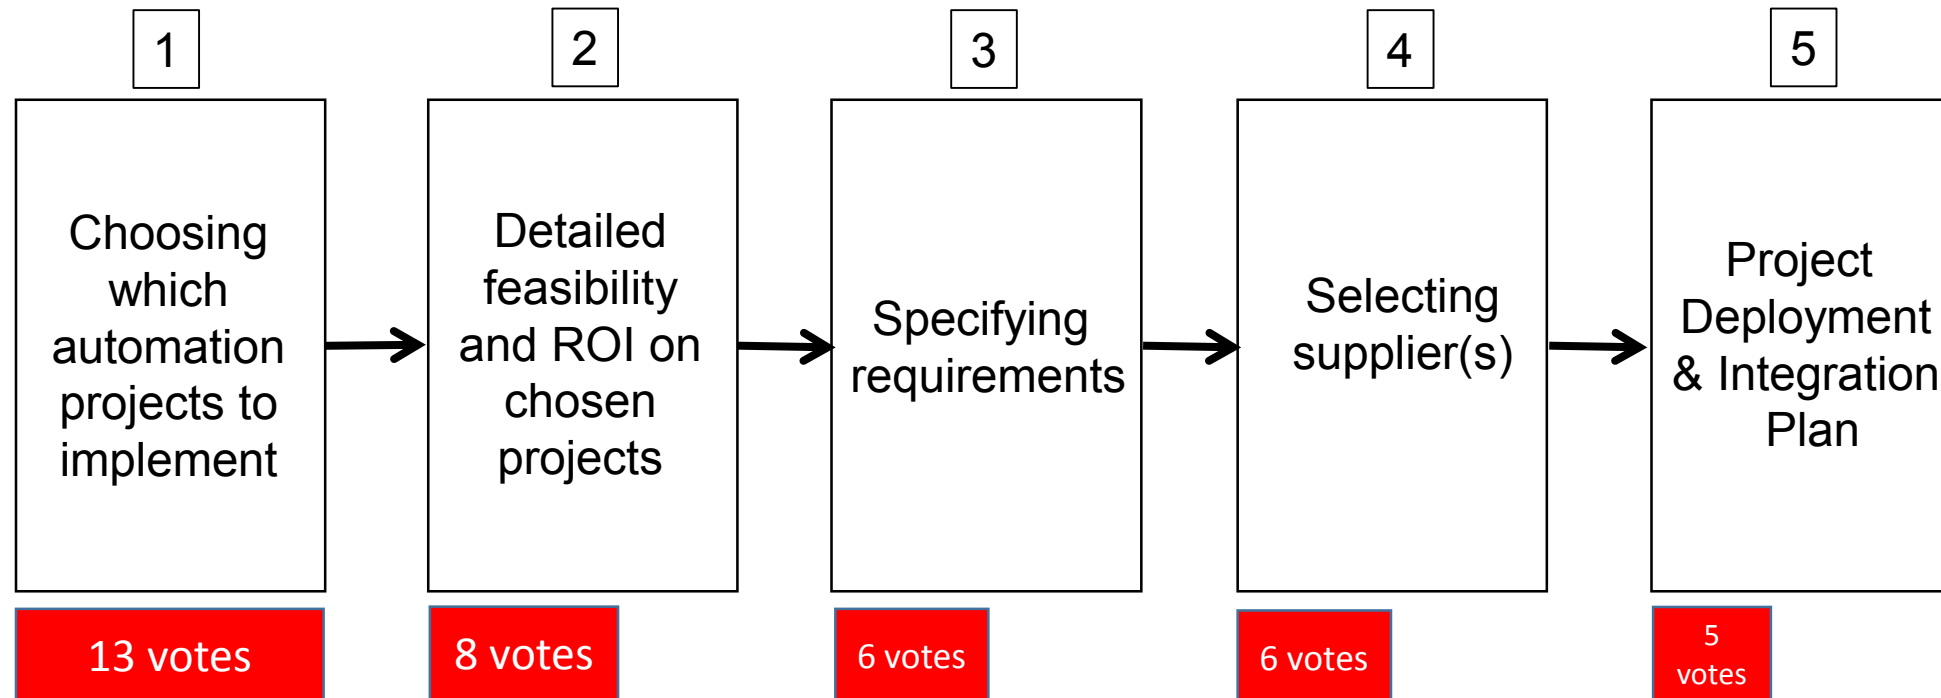 1
Choosing
which
automation
projects to
implement
13 votes
2
Detailed
feasibility
and ROI on
chosen
projects
8 votes
3
Specifying
requirements
6 votes
4
Selecting
supplier(s)
6 votes
5
Project
Deployment
& Integration
Plan
5
votes